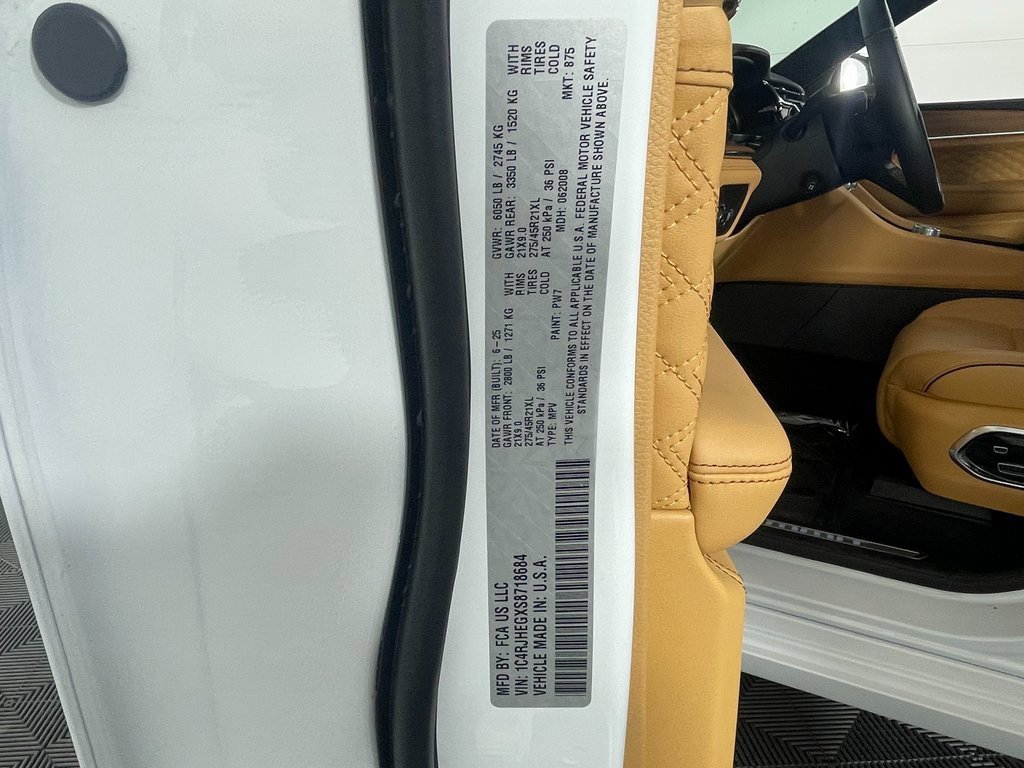 MFD BY: FCA US LLC
VIN: 1C4RJHEGXS8718684
VEHICLE MADE IN: U.S.A.
DATE OF MFR (BUILT): 6-25
GAWR FRONT: 2800 LB / 1271 KG WITH
21X9.0 RIMS
275/45R21XL TIRES
AT 250 kPa / 36 PSI COLD
TYPE: MPV PAINT: PW7
GVWR: 6050 LB / 2745 KG
GAWR REAR: 3350 LB / 1520 KG WITH
21X9.0 RIMS
275/45R21XL TIRES
AT 250 kPa / 36 PSI COLD
MDH: 062008 MKT: 875
THIS VEHICLE CONFORMS TO ALL APPLICABLE U.S.A. FEDERAL MOTOR VEHICLE SAFETY
STANDARDS IN EFFECT ON THE DATE OF MANUFACTURE SHOWN ABOVE.